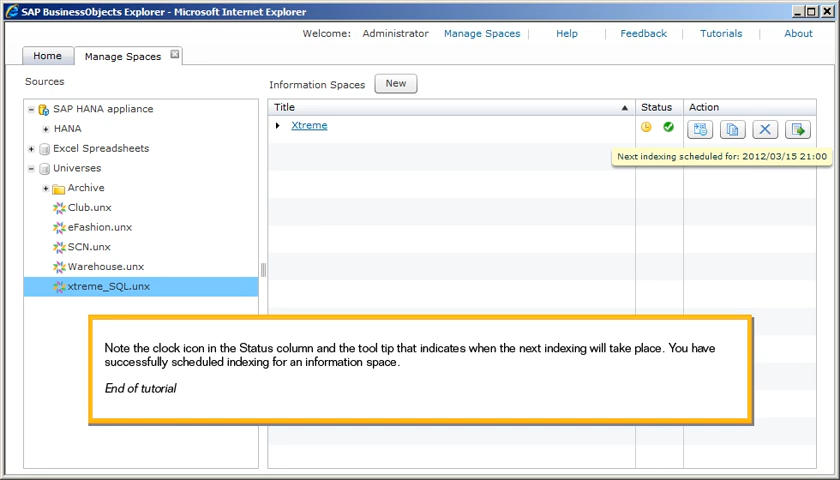 SAP BusinessObjects Explorer - Microsoft Internet Explorer
Welcome: Administrator Manage Spaces | Help | Feedback | Tutorials | About
Home Manage Spaces
Sources
SAP HANA appliance
HANA
Excel Spreadsheets
Universes
Archive
Club.unx
eFashion.unx
SCN.unx
Warehouse.unx
xtreme_SQL.unx
Information Spaces New
Title Status Action
Xtreme
Next indexing scheduled for: 2012/03/15 21:00
Note the clock icon in the Status column and the tool tip that indicates when the next indexing will take place. You have
successfully scheduled indexing for an information space.
End of tutorial